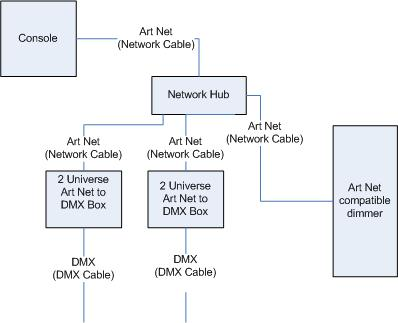 Console
Art Net
(Network Cable)
Network Hub
Art Net
(Network Cable)
Art Net
(Network Cable)
Art Net
(Network Cable)
2 Universe
Art Net to
DMX Box
2 Universe
Art Net to
DMX Box
Art Net
compatible
dimmer
DMX
(DMX Cable)
DMX
(DMX Cable)